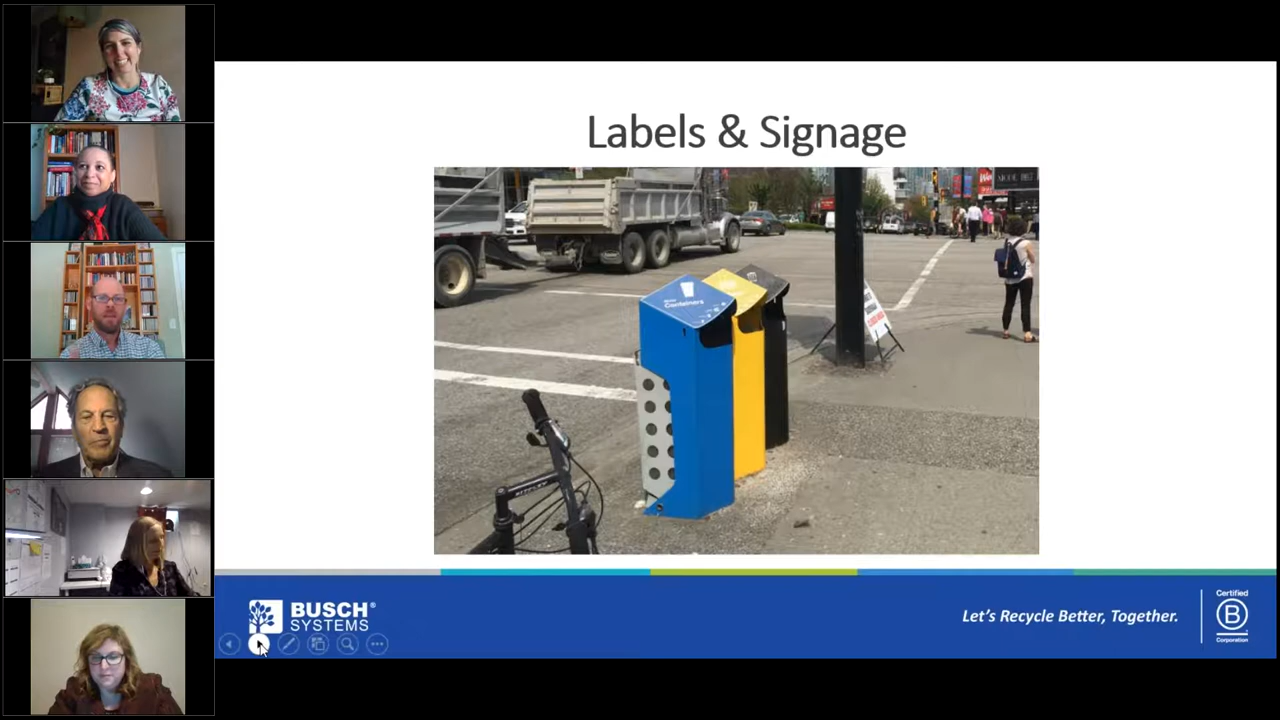 Labels & Signage
Containers
BUSCH®
SYSTEMS
Let's Recycle Better, Together.
Certified
B
Corporation